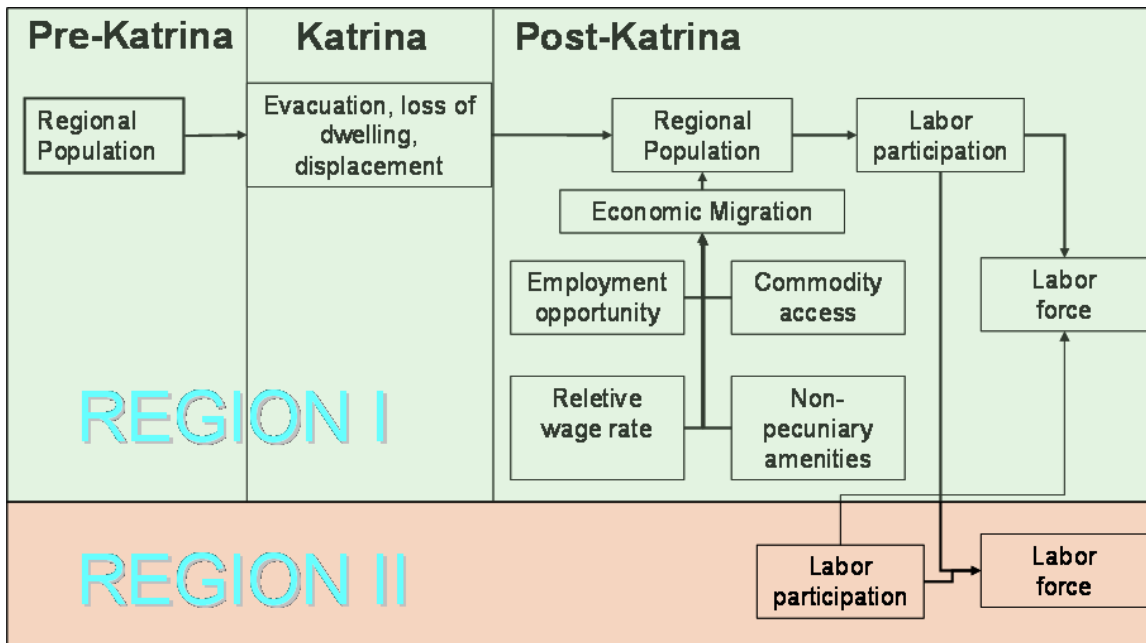 Pre-Katrina
Katrina
Post-Katrina
Regional
Population
Evacuation, loss of
dwelling,
displacement
Regional
Population
Labor
participation
Economic Migration
Employment
opportunity
Commodity
access
Labor
force
Reletive
wage rate
Non-
pecuniary
amenities
REGION I
REGION II
Labor
participation
Labor
force